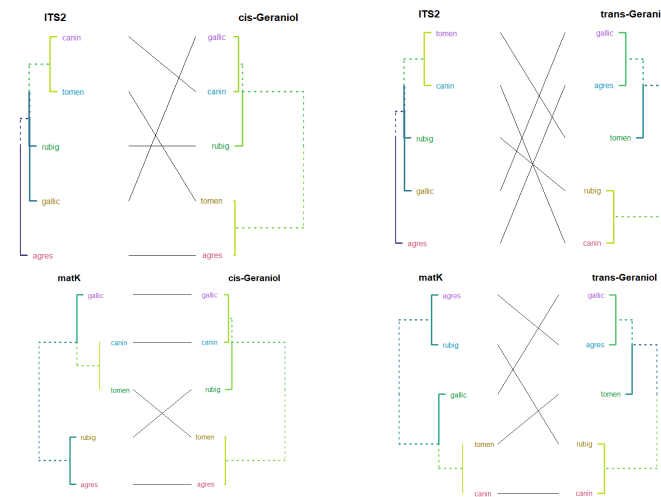 ITS2 cis-Geraniol
canin gallic
tomen canin
rubig rubig
gallic tomen
agres agres
ITS2 trans-Gerani
tomen gallic
canin agres
rubig tomen
gallic rubig
agres canin
matK cis-Geraniol
gallic gallic
canin canin
tomen rubig
rubig tomen
agres agres
matK trans-Geraniol
agres gallic
rubig agres
gallic tomen
tomen rubig
canin canin